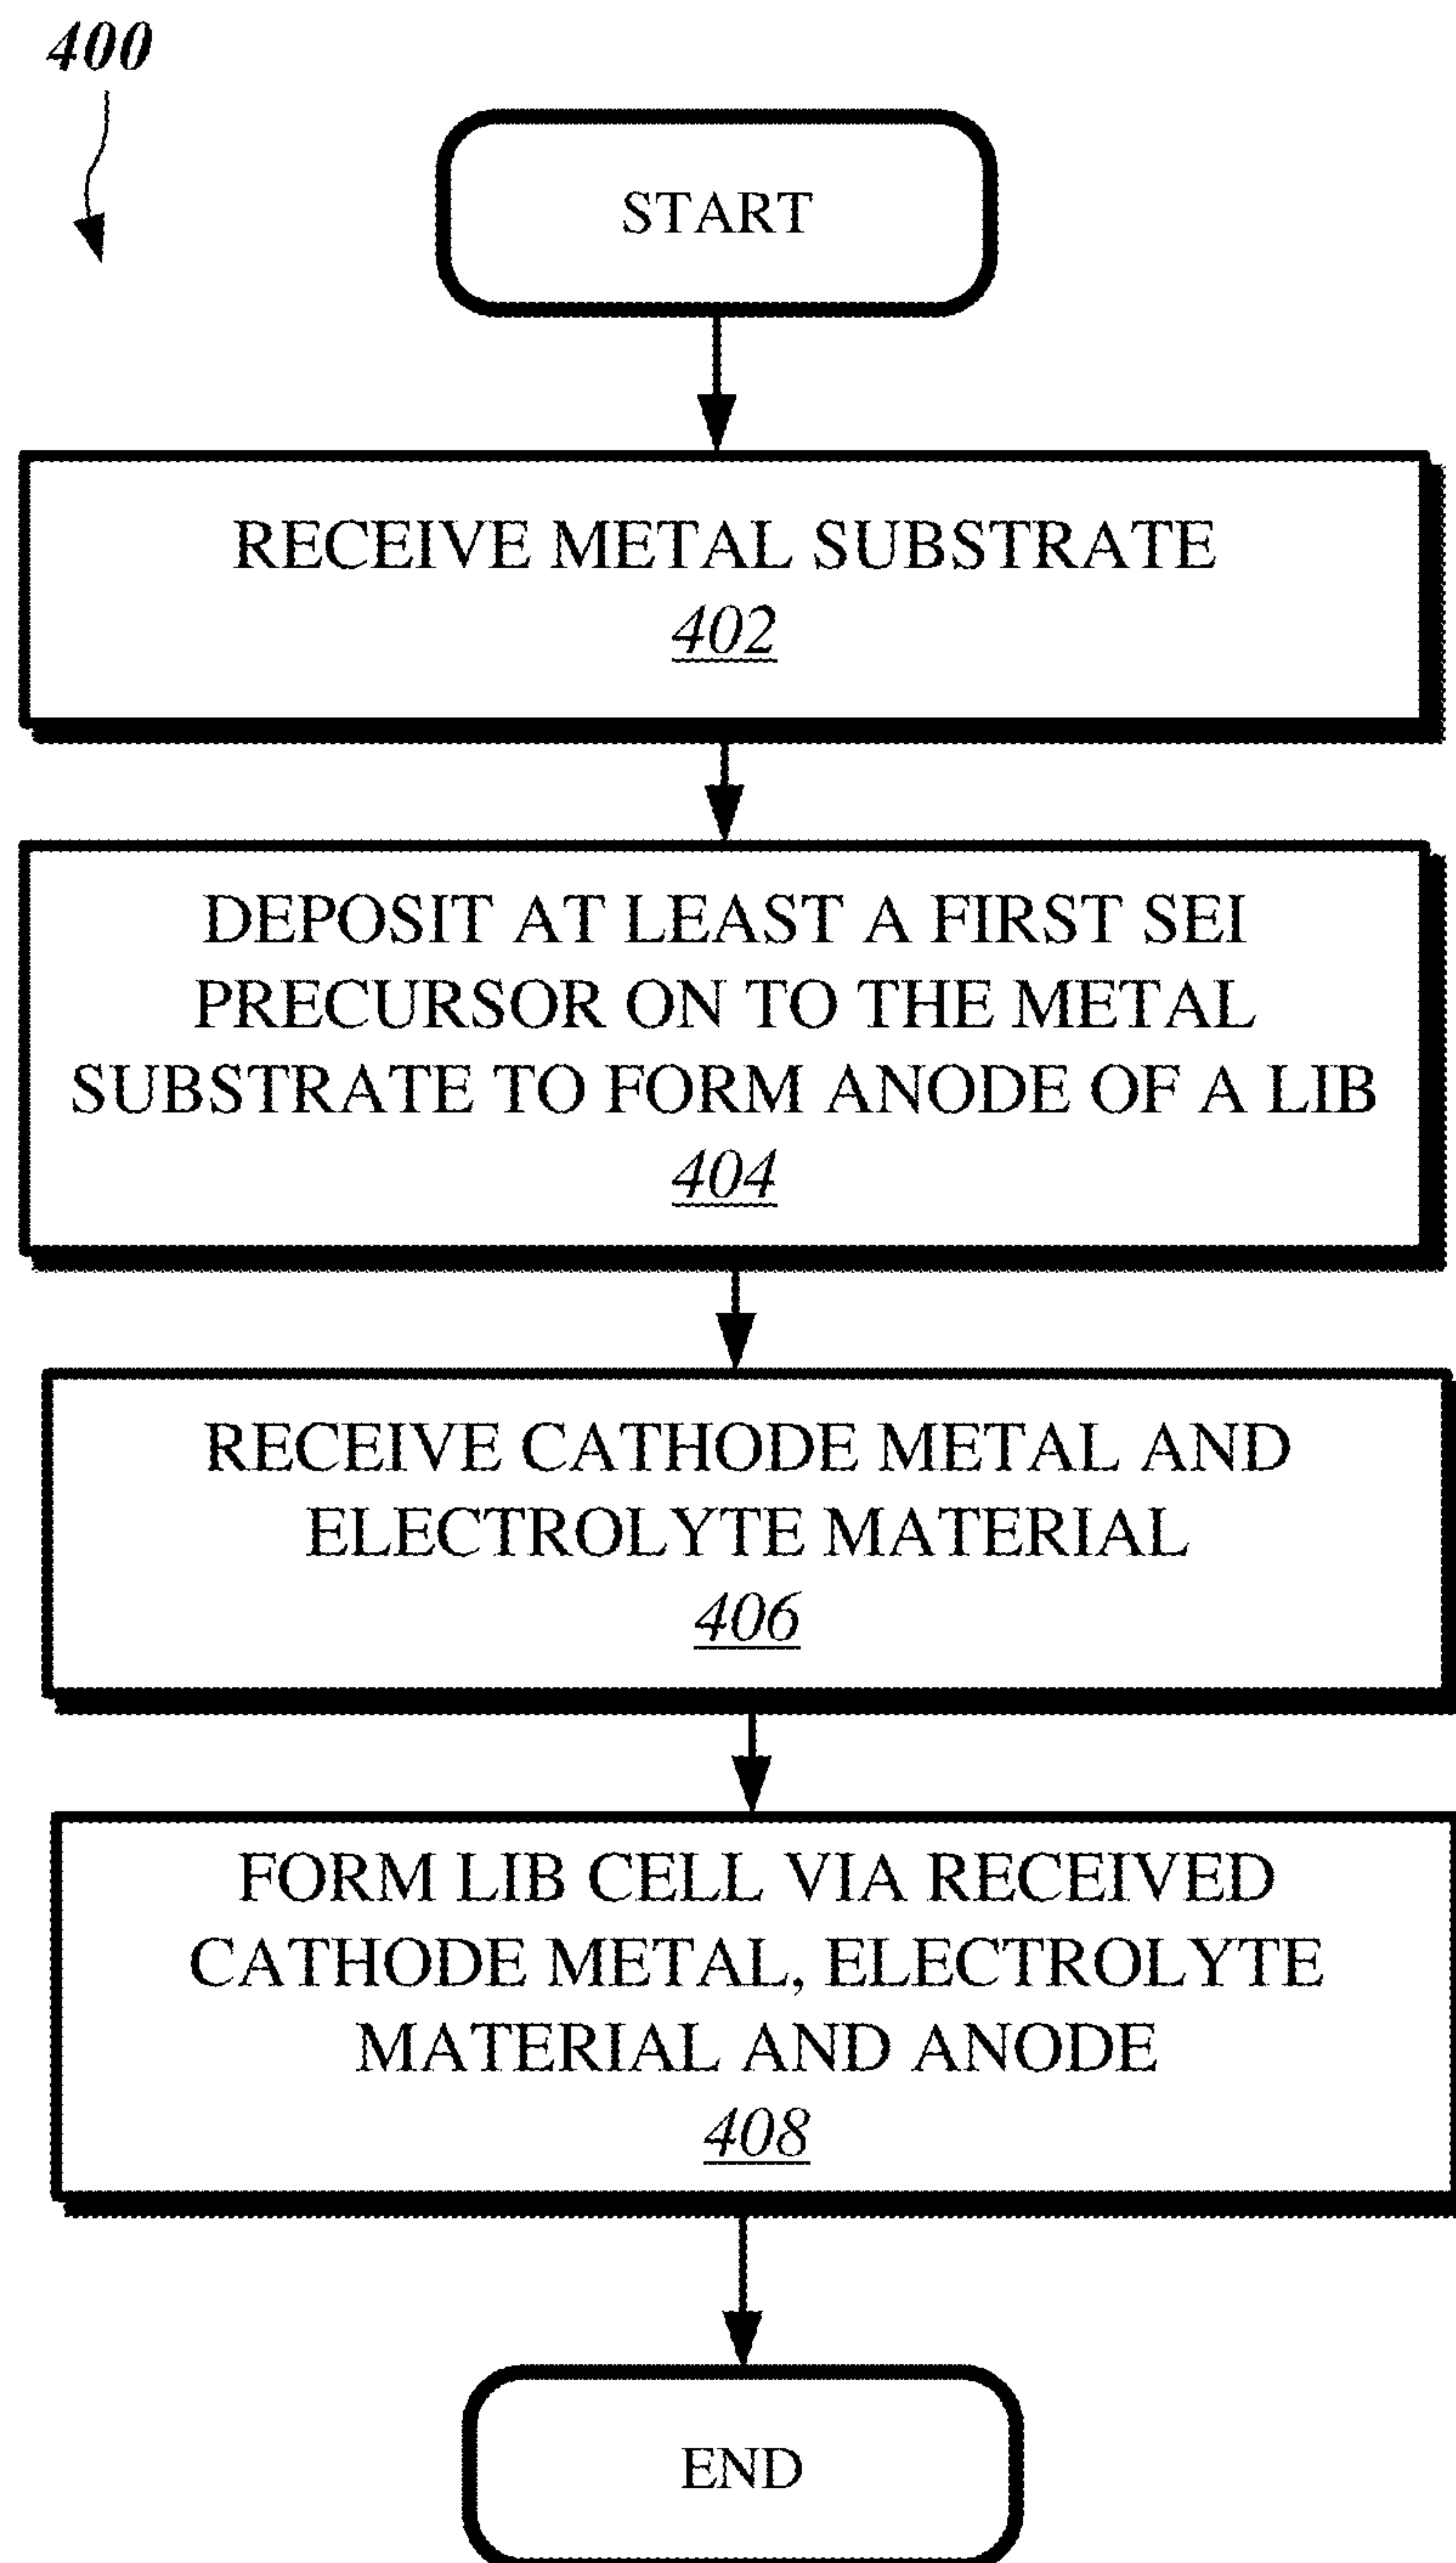 400
START
RECEIVE METAL SUBSTRATE
402
DEPOSIT AT LEAST A FIRST SEI
PRECURSOR ON TO THE METAL
SUBSTRATE TO FORM ANODE OF A LIB
404
RECEIVE CATHODE METAL AND
ELECTROLYTE MATERIAL
406
FORM LIB CELL VIA RECEIVED
CATHODE METAL, ELECTROLYTE
MATERIAL AND ANODE
408
END